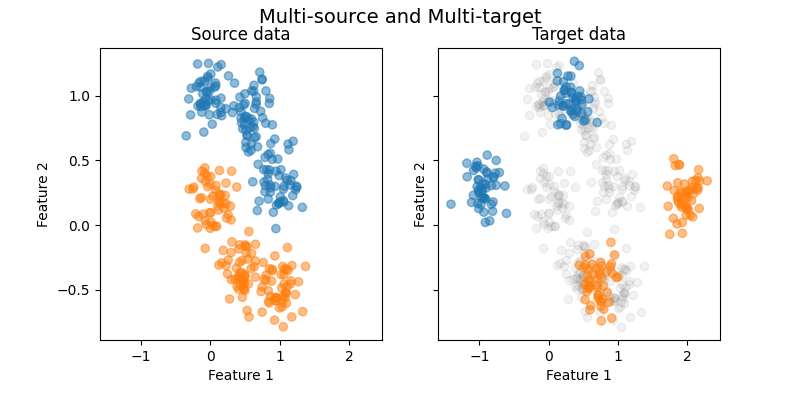 Multi-source and Multi-target
Source data
Target data
1.0
0.5
0.0
−0.5
Feature 2
Feature 2
−1
0
1
2
−1
0
1
2
Feature 1
Feature 1